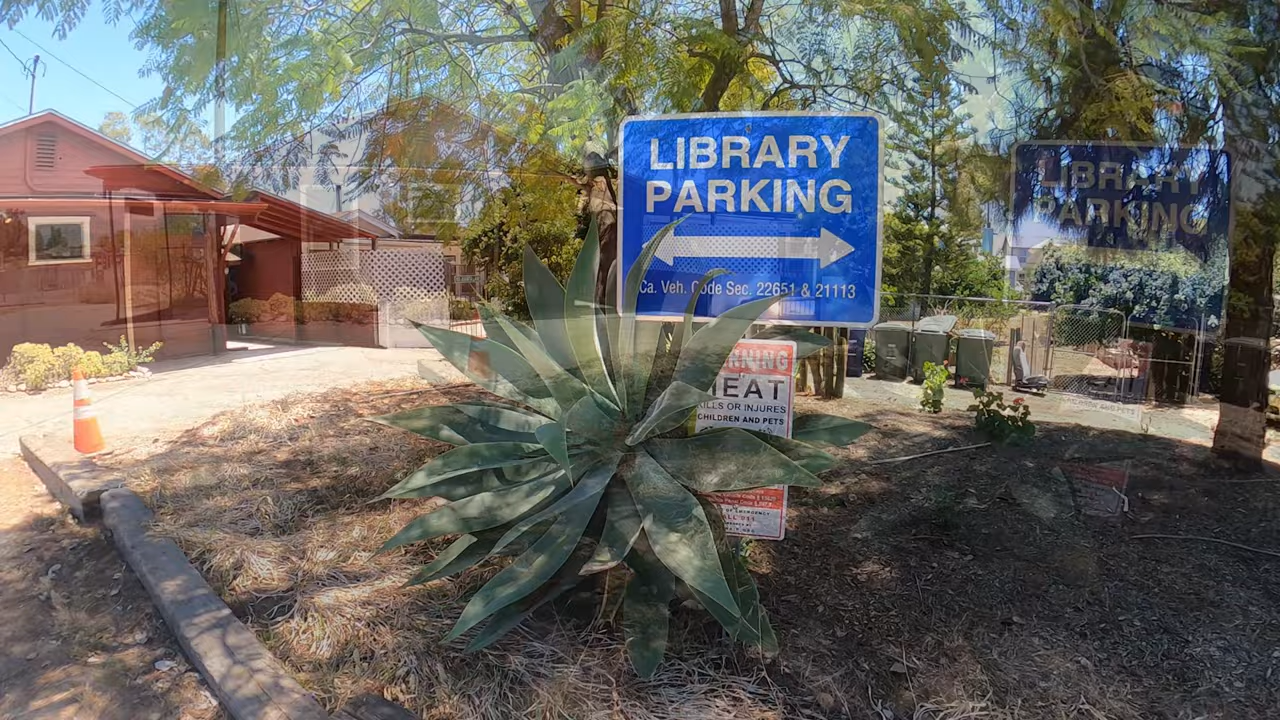 LIBRARY
PARKING
Ca. Veh. Code Sec. 22651 & 21113
HEAT
KILLS OR INJURES
CHILDREN AND PETS
LIBRARY
PARKING